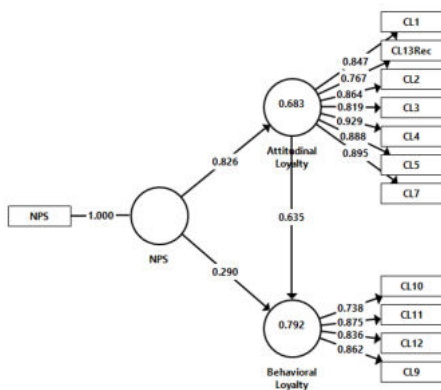 CL1
CL13Rec
0.847
0.767
CL2
0.864
0.683
0.819
CL3
0.929
CL4
0.888
Attitudinal
Loyalty
0.895
CL5
0.826
CL7
NPS
1.000
0.635
NPS
0.290
CL10
0.738
CL11
0.875
0.792
0.836
CL12
0.862
CL9
Behavioral
Loyalty